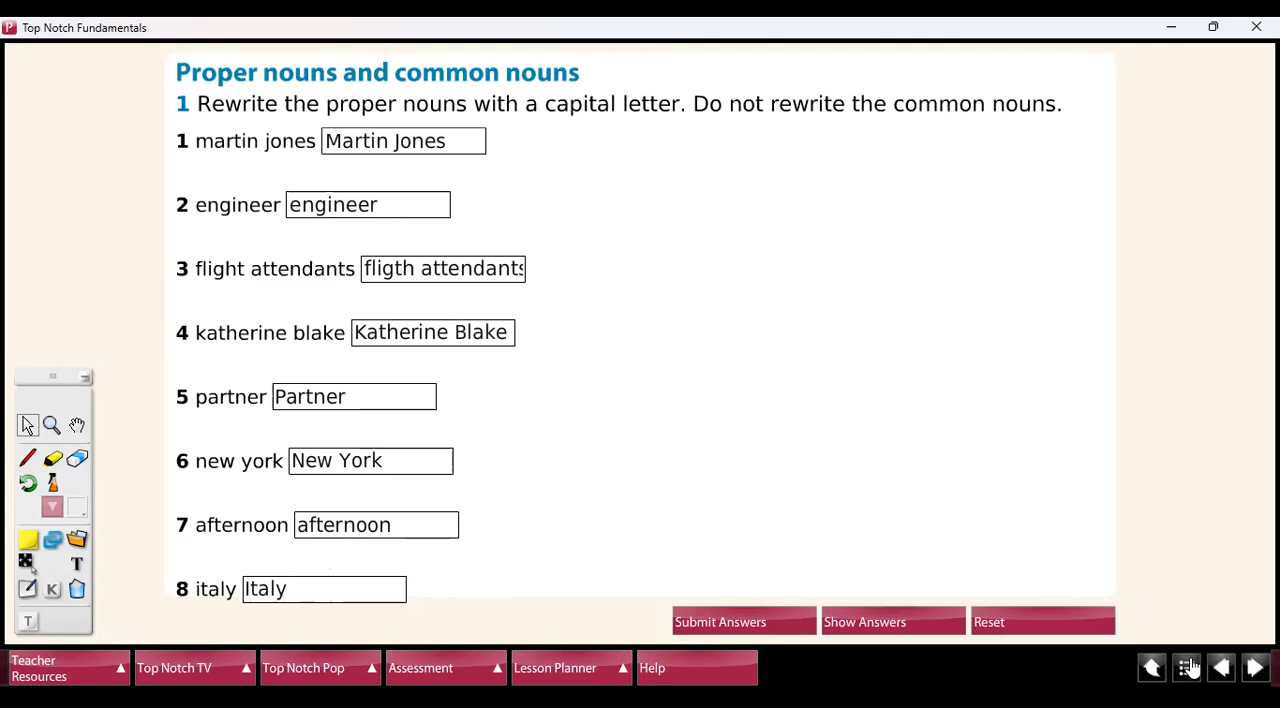 Top Notch Fundamentals
Proper nouns and common nouns
1 Rewrite the proper nouns with a capital letter. Do not rewrite the common nouns.
1 martin jones Martin Jones
2 engineer engineer
3 flight attendants fligth attendants
4 katherine blake Katherine Blake
5 partner Partner
6 new york New York
7 afternoon afternoon
8 italy Italy
Submit Answers Show Answers Reset
Teacher Resources Top Notch TV Top Notch Pop Assessment Lesson Planner Help